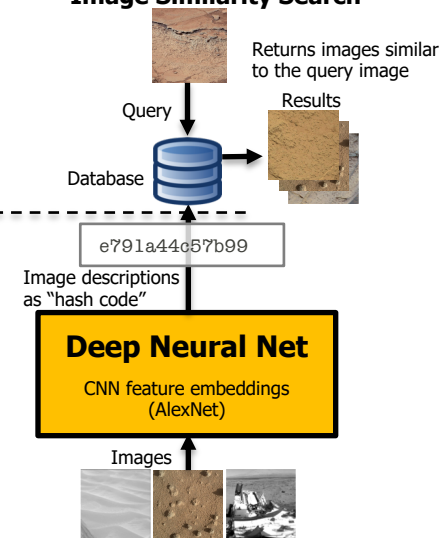 Image Similarity Search
Returns images similar
to the query image
Query
Results
Database
e791a44c57b99
Image descriptions
as "hash code"
Deep Neural Net
CNN feature embeddings
(AlexNet)
Images